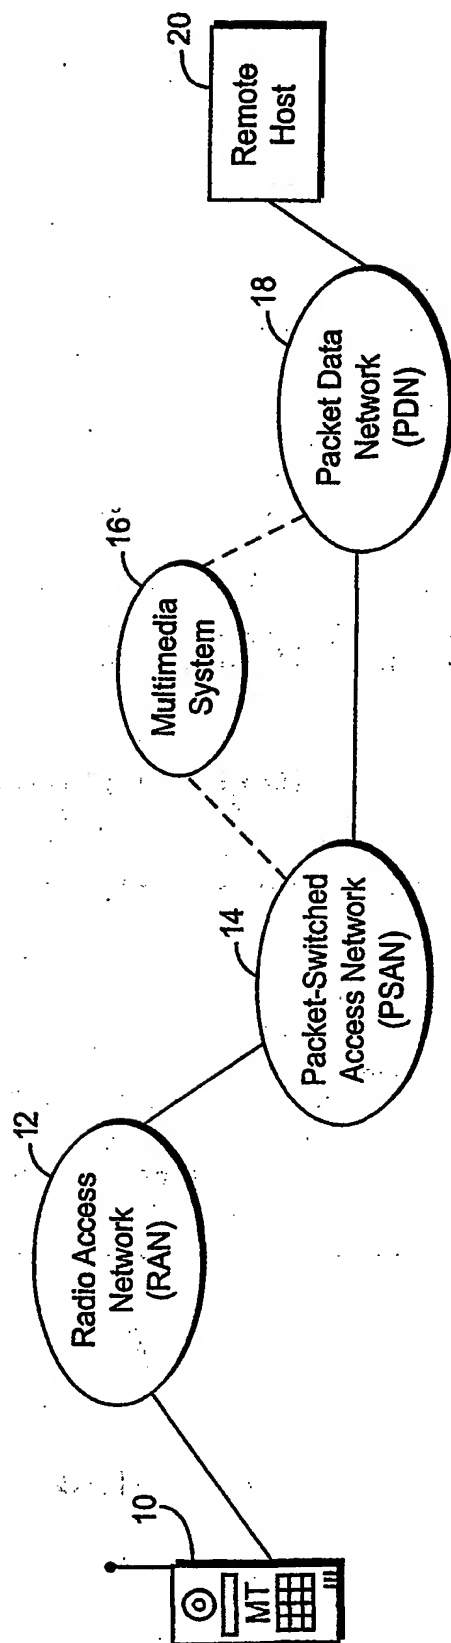 10
MT
12
Radio Access
Network
(RAN)
14
Packet-Switched
Access Network
(PSAN)
16
Multimedia
System
18
Packet Data
Network
(PDN)
20
Remote
Host